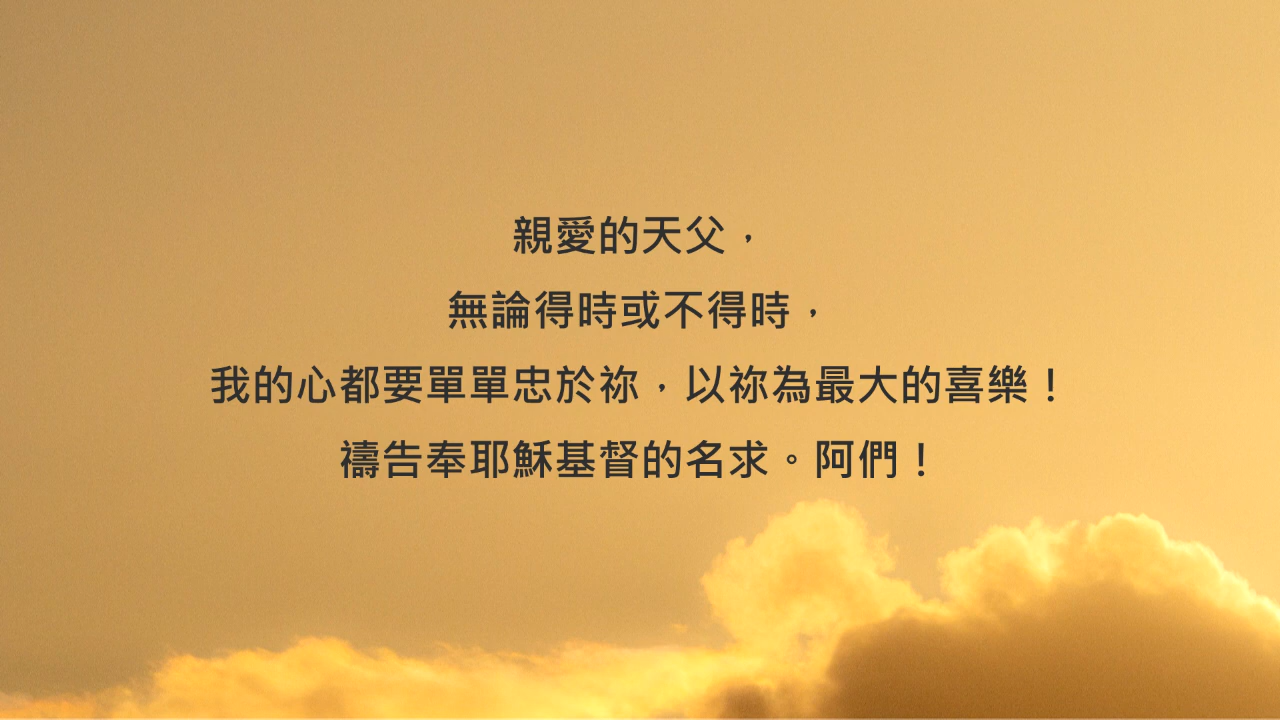 親愛的天父，
無論得時或不得時，
我的心都要單單忠於祢，以祢為最大的喜樂！
禱告奉耶穌基督的名求。阿們！